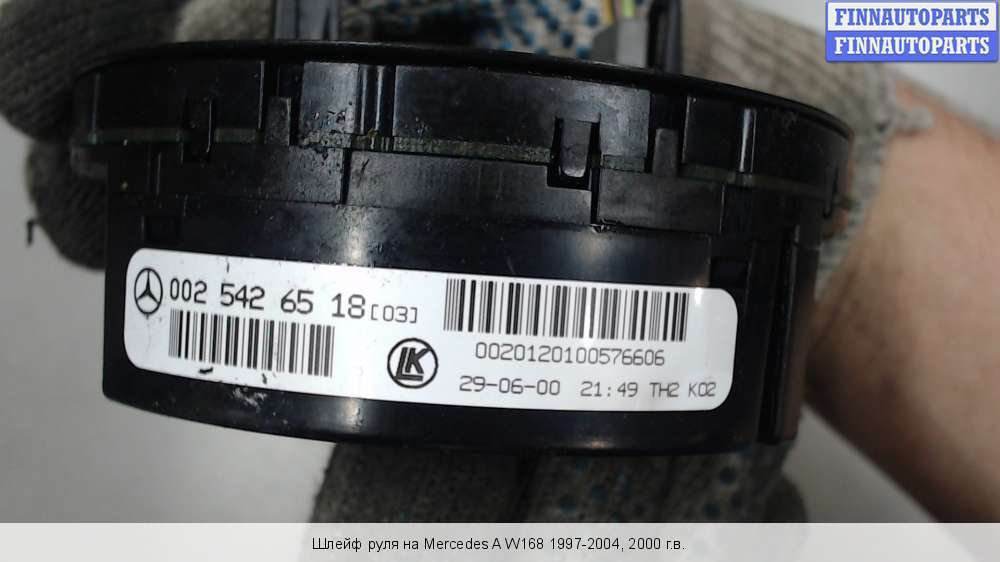 FINNAUTOPARTS
FINNAUTOPARTS
002 542 65 18[03]
0020120100576606
LK
29-06-00 21:49 TH2 K02
Шлейф руля на Mercedes A W168 1997-2004, 2000 г.в.